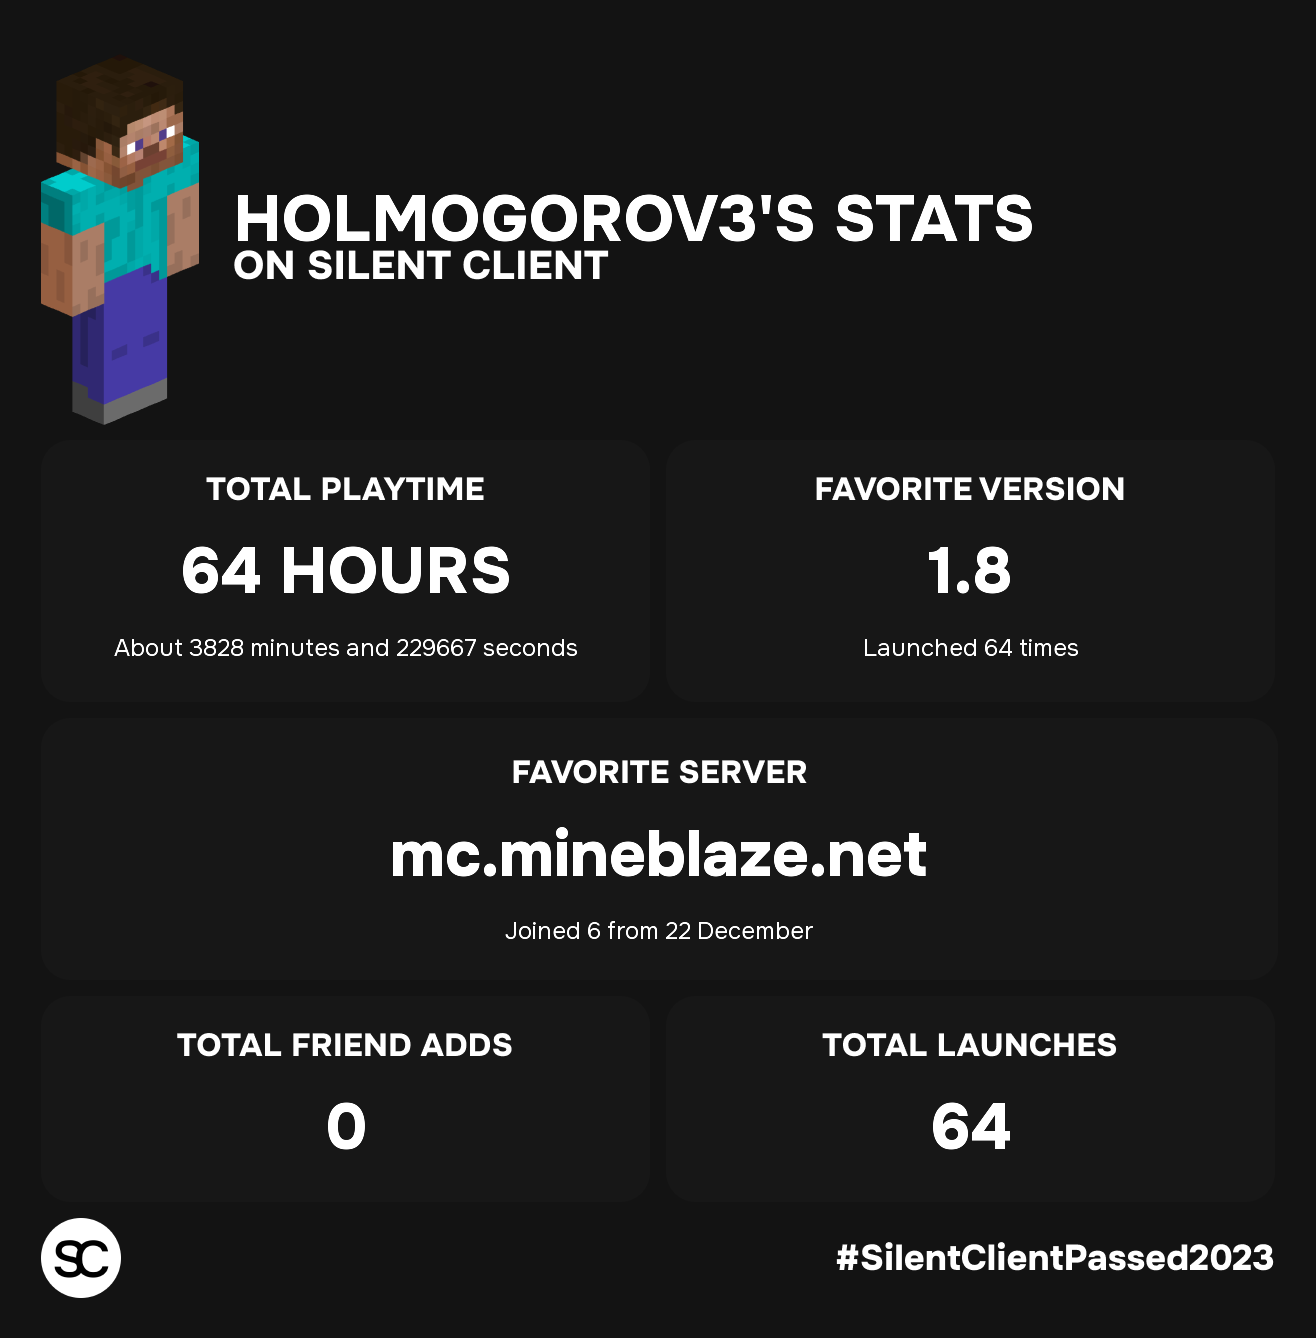 HOLMOGOROV3'S STATS
ON SILENT CLIENT
TOTAL PLAYTIME
64 HOURS
About 3828 minutes and 229667 seconds
FAVORITE VERSION
1.8
Launched 64 times
FAVORITE SERVER
mc.mineblaze.net
Joined 6 from 22 December
TOTAL FRIEND ADDS
0
TOTAL LAUNCHES
64
SC
#SilentClientPassed2023